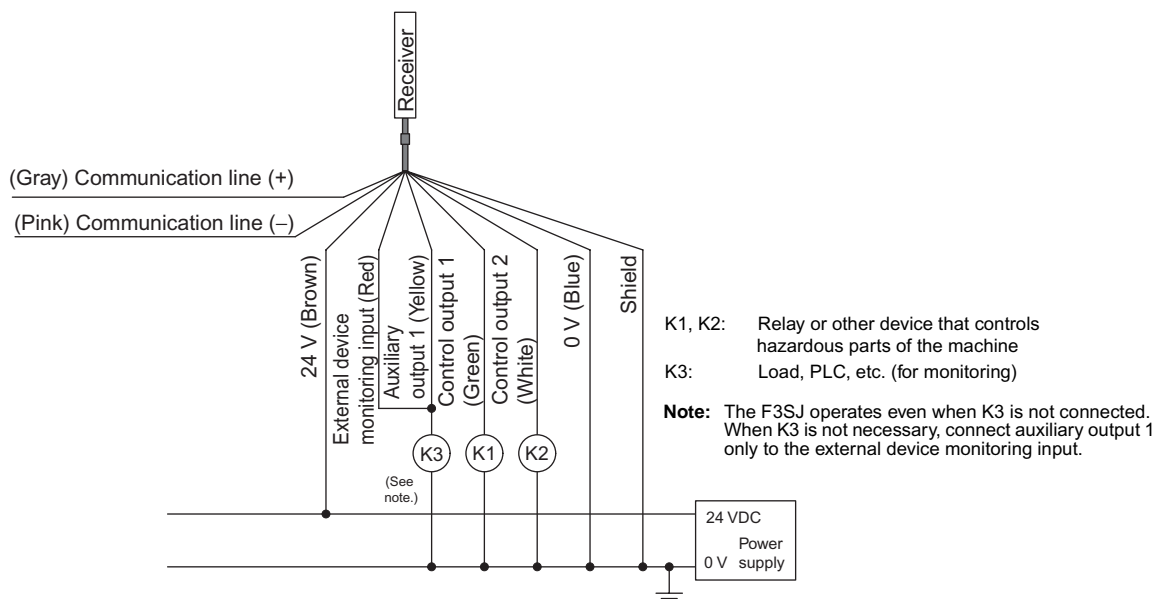 Receiver
(Gray) Communication line (+)
(Pink) Communication line (−)
24 V (Brown)
External device
monitoring input (Red)
Auxiliary
output 1 (Yellow)
Control output 1
(Green)
Control output 2
(White)
0 V (Blue)
Shield
K3
K1
K2
(See
note.)
K1, K2: Relay or other device that controls
hazardous parts of the machine
K3: Load, PLC, etc. (for monitoring)
Note: The F3SJ operates even when K3 is not connected.
When K3 is not necessary, connect auxiliary output 1
only to the external device monitoring input.
24 VDC
Power
0 V supply